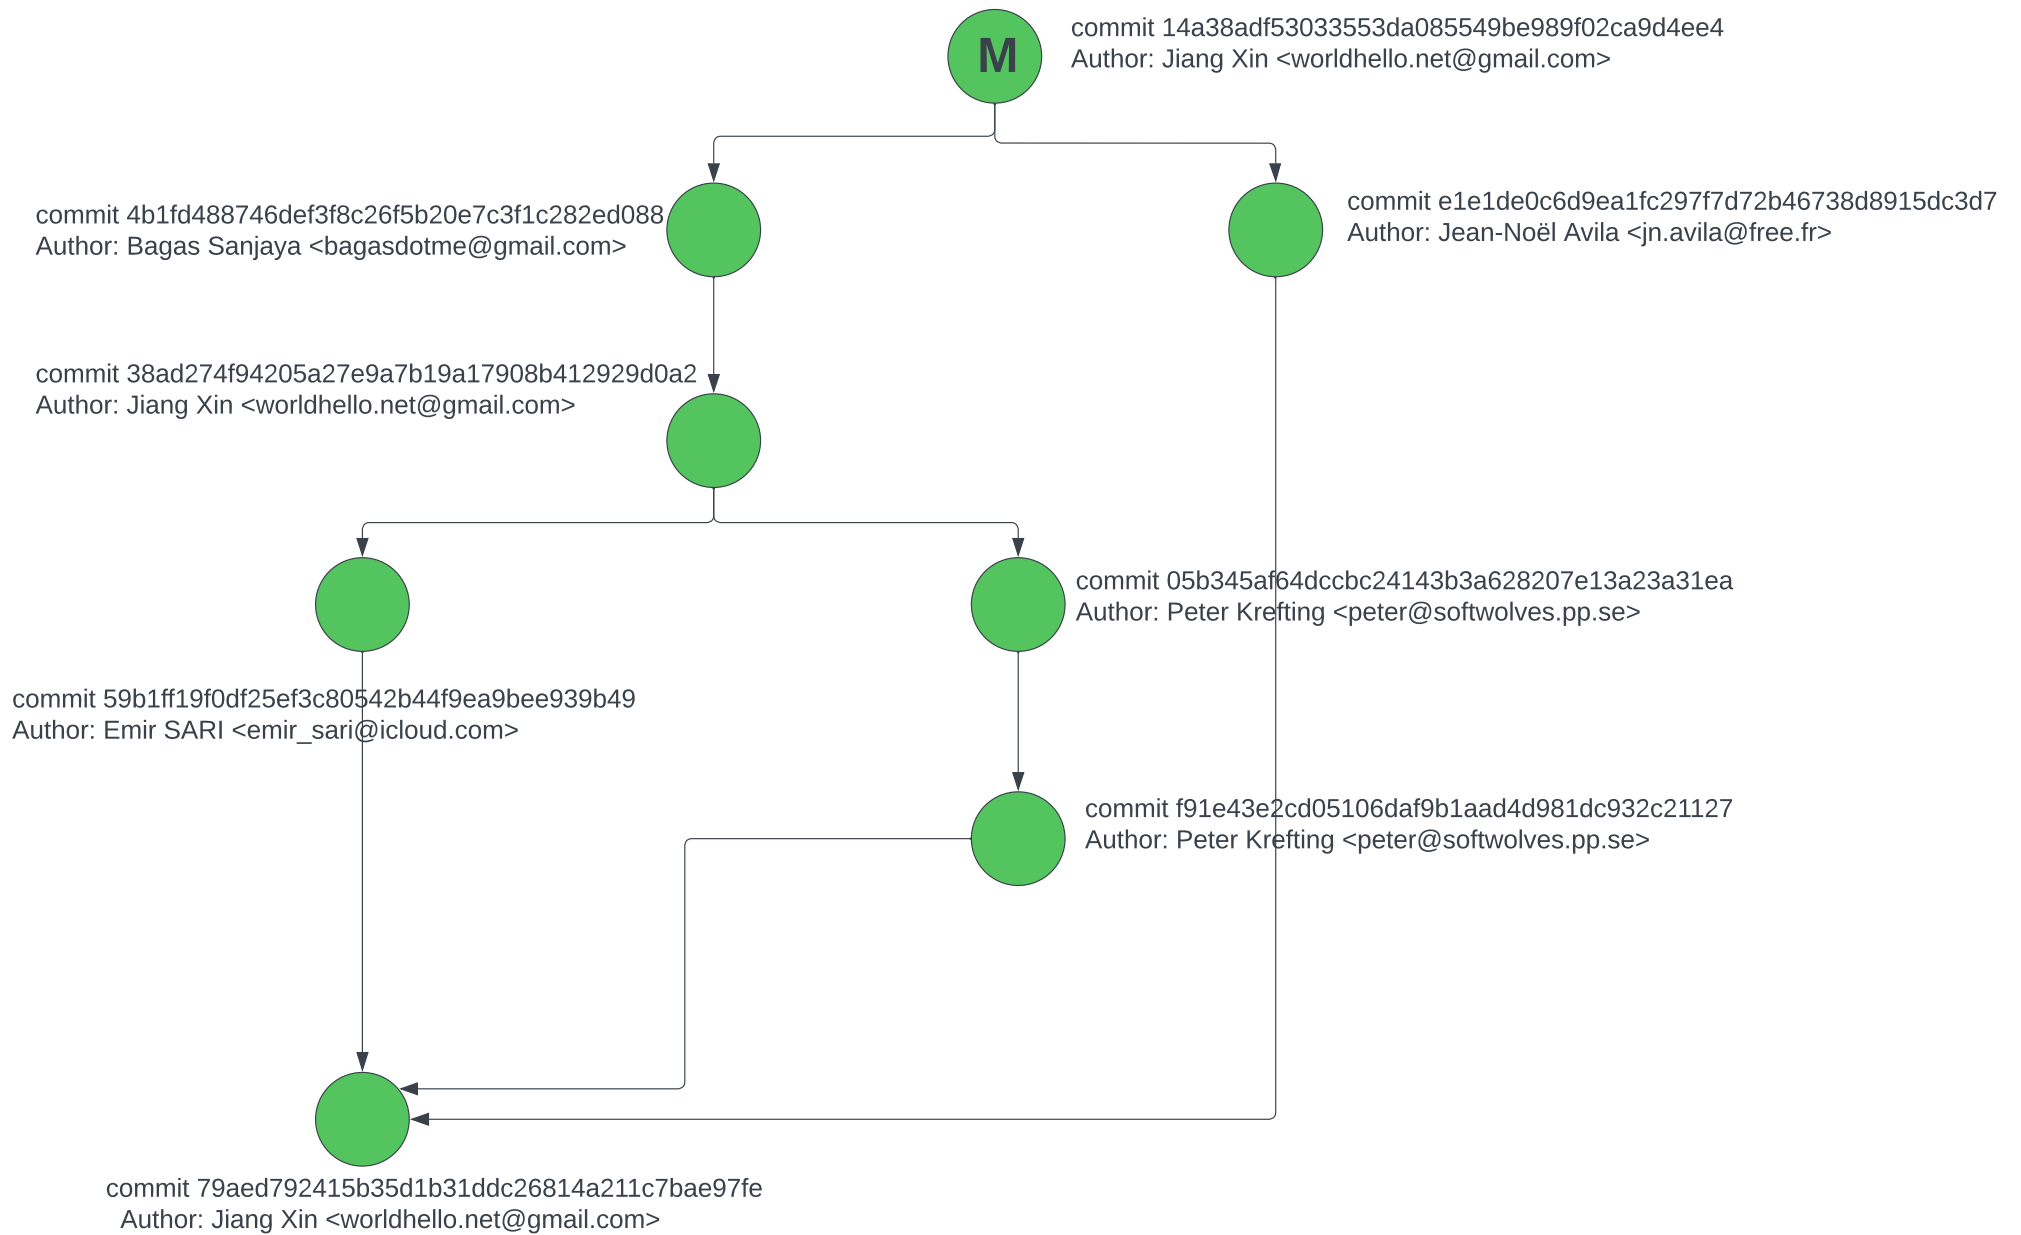 M
commit 14a38adf53033553da085549be989f02ca9d4ee4
Author: Jiang Xin <worldhello.net@gmail.com>
commit 4b1fd488746def3f8c26f5b20e7c3f1c282ed088
Author: Bagas Sanjaya <bagasdotme@gmail.com>
commit e1e1de0c6d9ea1fc297f7d72b46738d8915dc3d7
Author: Jean-Noël Avila <jn.avila@free.fr>
commit 38ad274f94205a27e9a7b19a17908b412929d0a2
Author: Jiang Xin <worldhello.net@gmail.com>
commit 05b345af64dccbc24143b3a628207e13a23a31ea
Author: Peter Krefting <peter@softwolves.pp.se>
commit 59b1ff19f0df25ef3c80542b44f9ea9bee939b49
Author: Emir SARI <emir_sari@icloud.com>
commit f91e43e2cd05106daf9b1aad4d981dc932c21127
Author: Peter Krefting <peter@softwolves.pp.se>
commit 79aed792415b35d1b31ddc26814a211c7bae97fe
Author: Jiang Xin <worldhello.net@gmail.com>